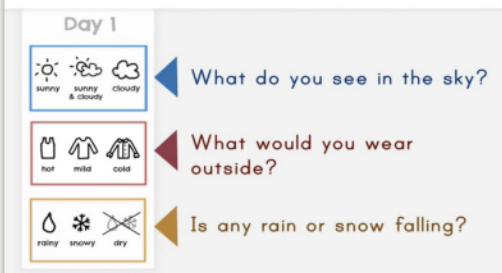 Day 1
sunny sunny & cloudy cloudy
What do you see in the sky?
hot mild cold
What would you wear
outside?
rainy snowy dry
Is any rain or snow falling?